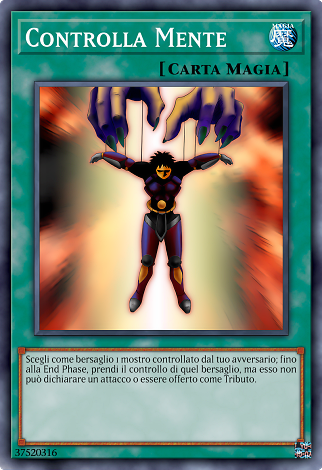 Controlla Mente
MAGIA
魔
[Carta Magia]
Scegli come bersaglio 1 mostro controllato dal tuo avversario; fino
alla End Phase, prendi il controllo di quel bersaglio, ma esso non
può dichiarare un attacco o essere offerto come Tributo.
37520316